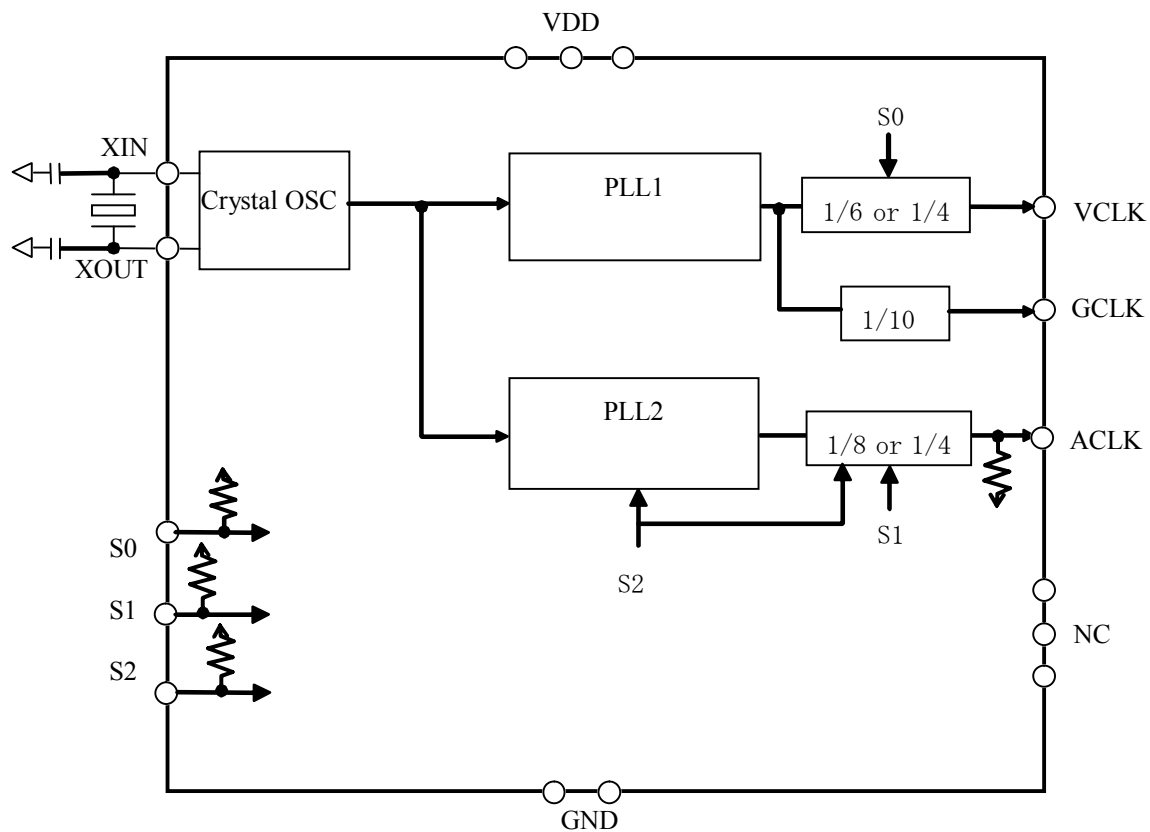 VDD
S0
XIN
Crystal OSC
PLL1
1/6 or 1/4
VCLK
XOUT
1/10
GCLK
PLL2
1/8 or 1/4
ACLK
S1
S2
S0
S1
S2
NC
GND